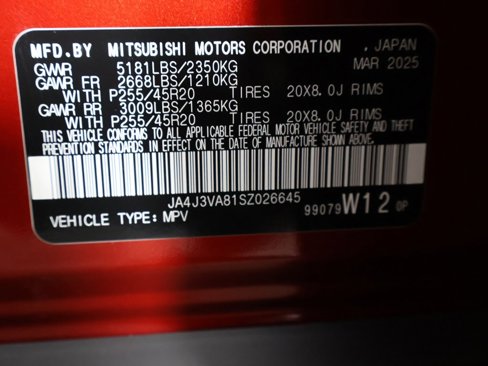 MFD.BY MITSUBISHI MOTORS CORPORATION , JAPAN
GVWR 5181LBS/2350KG MAR 2025
GAWR FR 2668LBS/1210KG
WITH P255/45R20 TIRES 20X8.0J RIMS
GAWR RR 3009LBS/1365KG
WITH P255/45R20 TIRES 20X8.0J RIMS
THIS VEHICLE CONFORMS TO ALL APPLICABLE FEDERAL MOTOR VEHICLE SAFETY AND THEFT
PREVENTION STANDARDS IN EFFECT ON THE DATE OF MANUFACTURE SHOWN ABOVE.
JA4J3VA81SZ026645
VEHICLE TYPE: MPV 99079 W12 0P